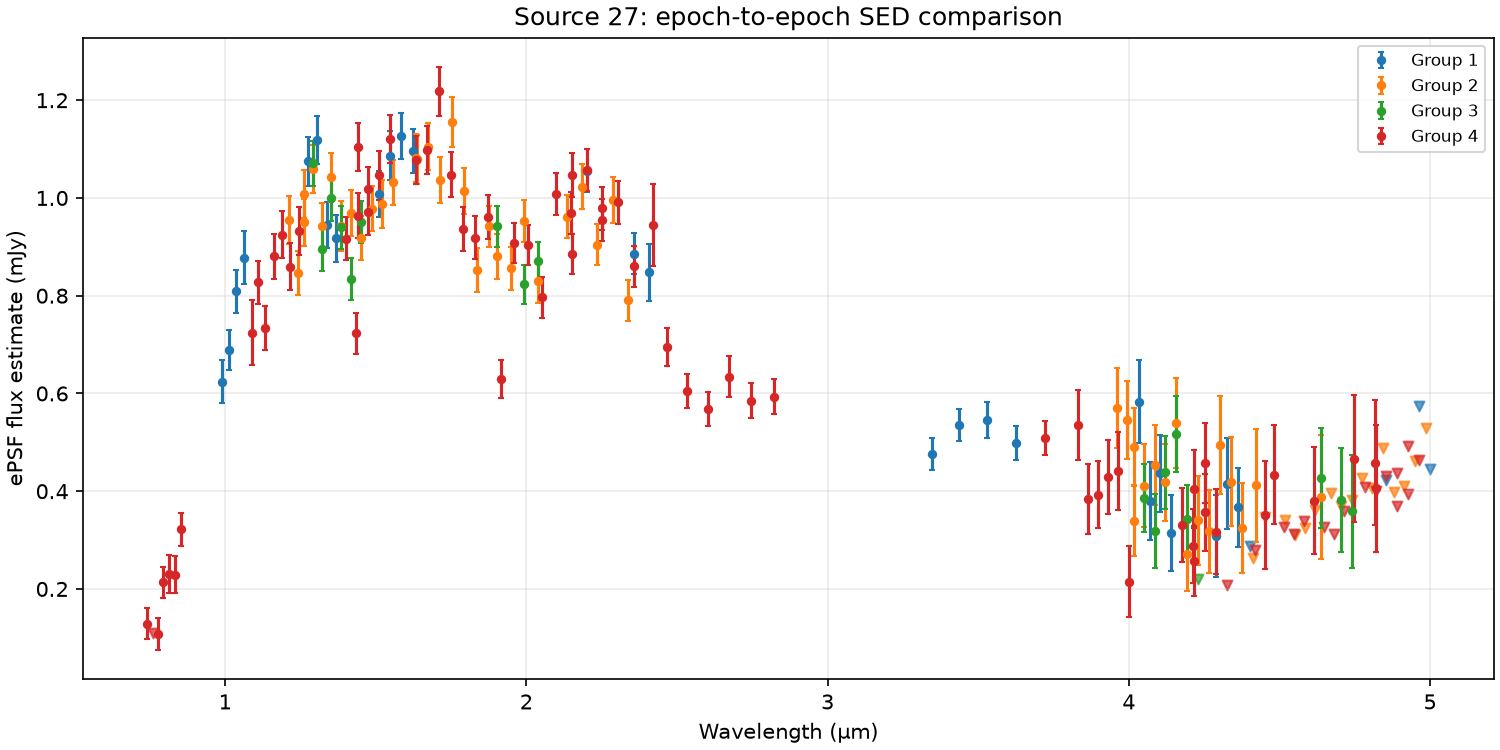 Source 27: epoch-to-epoch SED comparison
ePSF flux estimate (mJy)
1.2
1.0
0.8
0.6
0.4
0.2
Group 1
Group 2
Group 3
Group 4
1 2 3 4 5
Wavelength (μm)